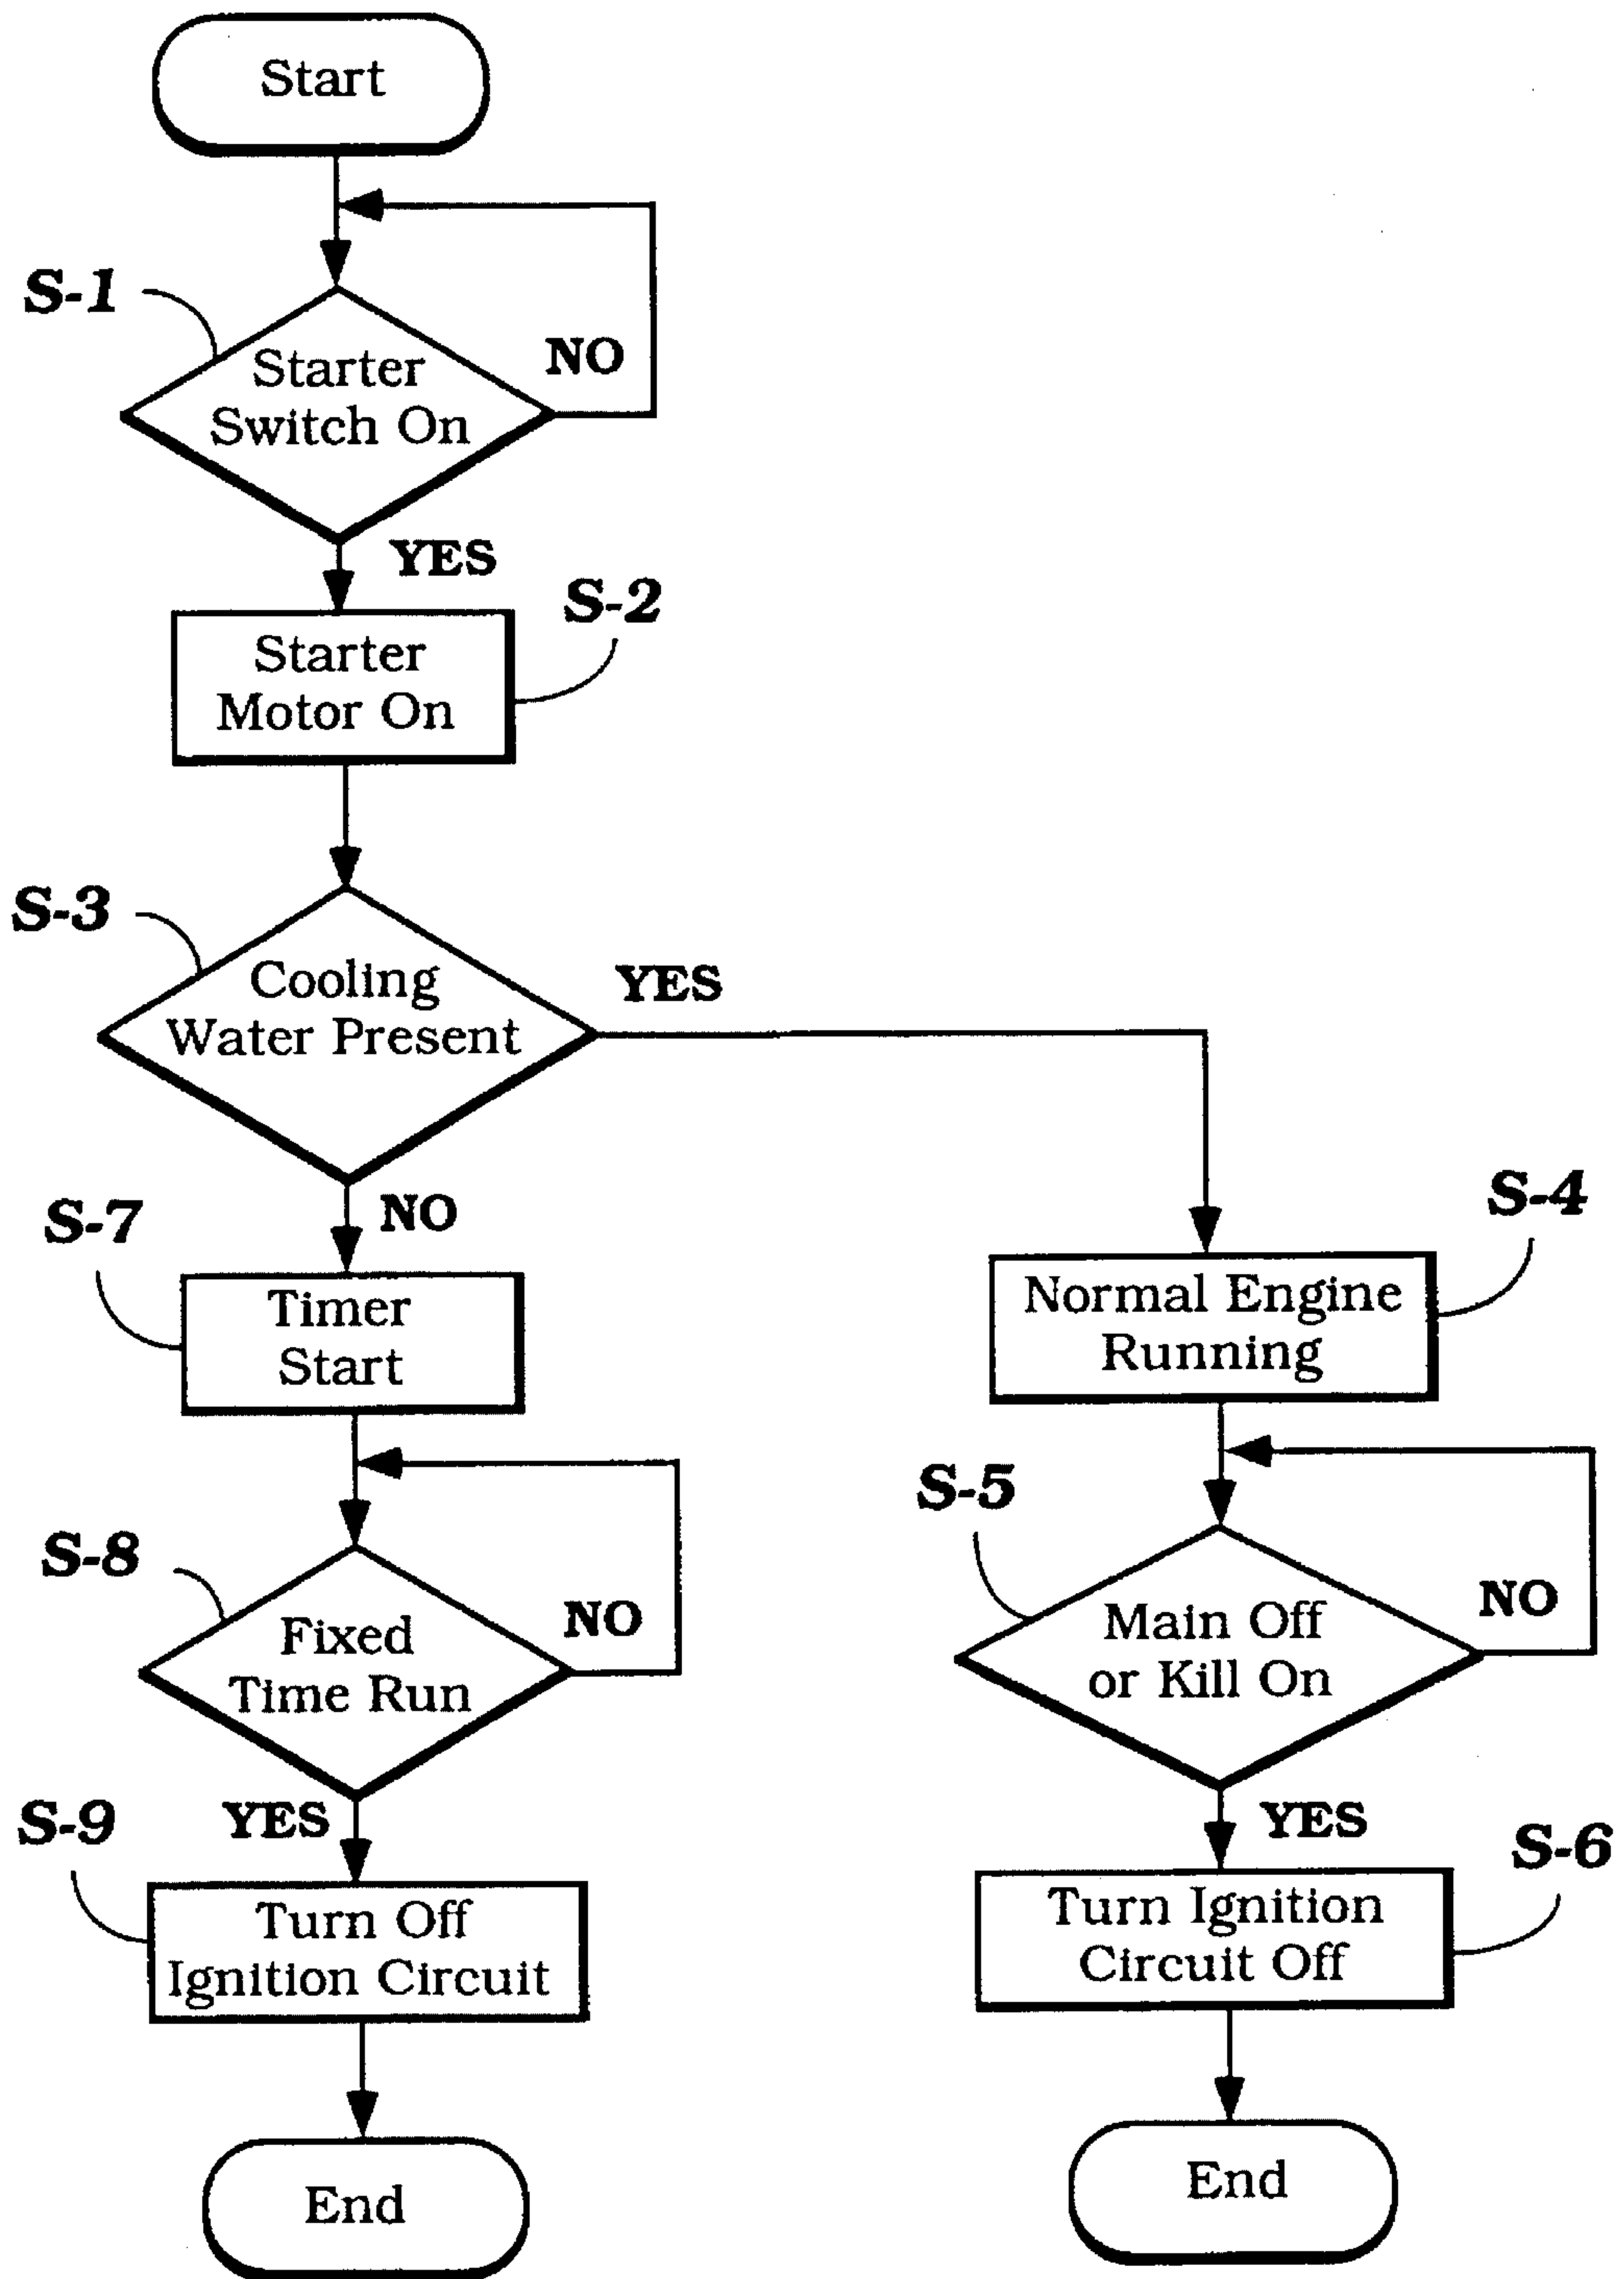 Start
S-1
Starter
Switch On
NO
YES
S-2
Starter
Motor On
S-3
Cooling
Water Present
YES
NO
S-7
Timer
Start
S-4
Normal Engine
Running
S-8
Fixed
Time Run
NO
S-5
Main Off
or Kill On
NO
YES
S-9
Turn Off
Ignition Circuit
YES
S-6
Turn Ignition
Circuit Off
End
End